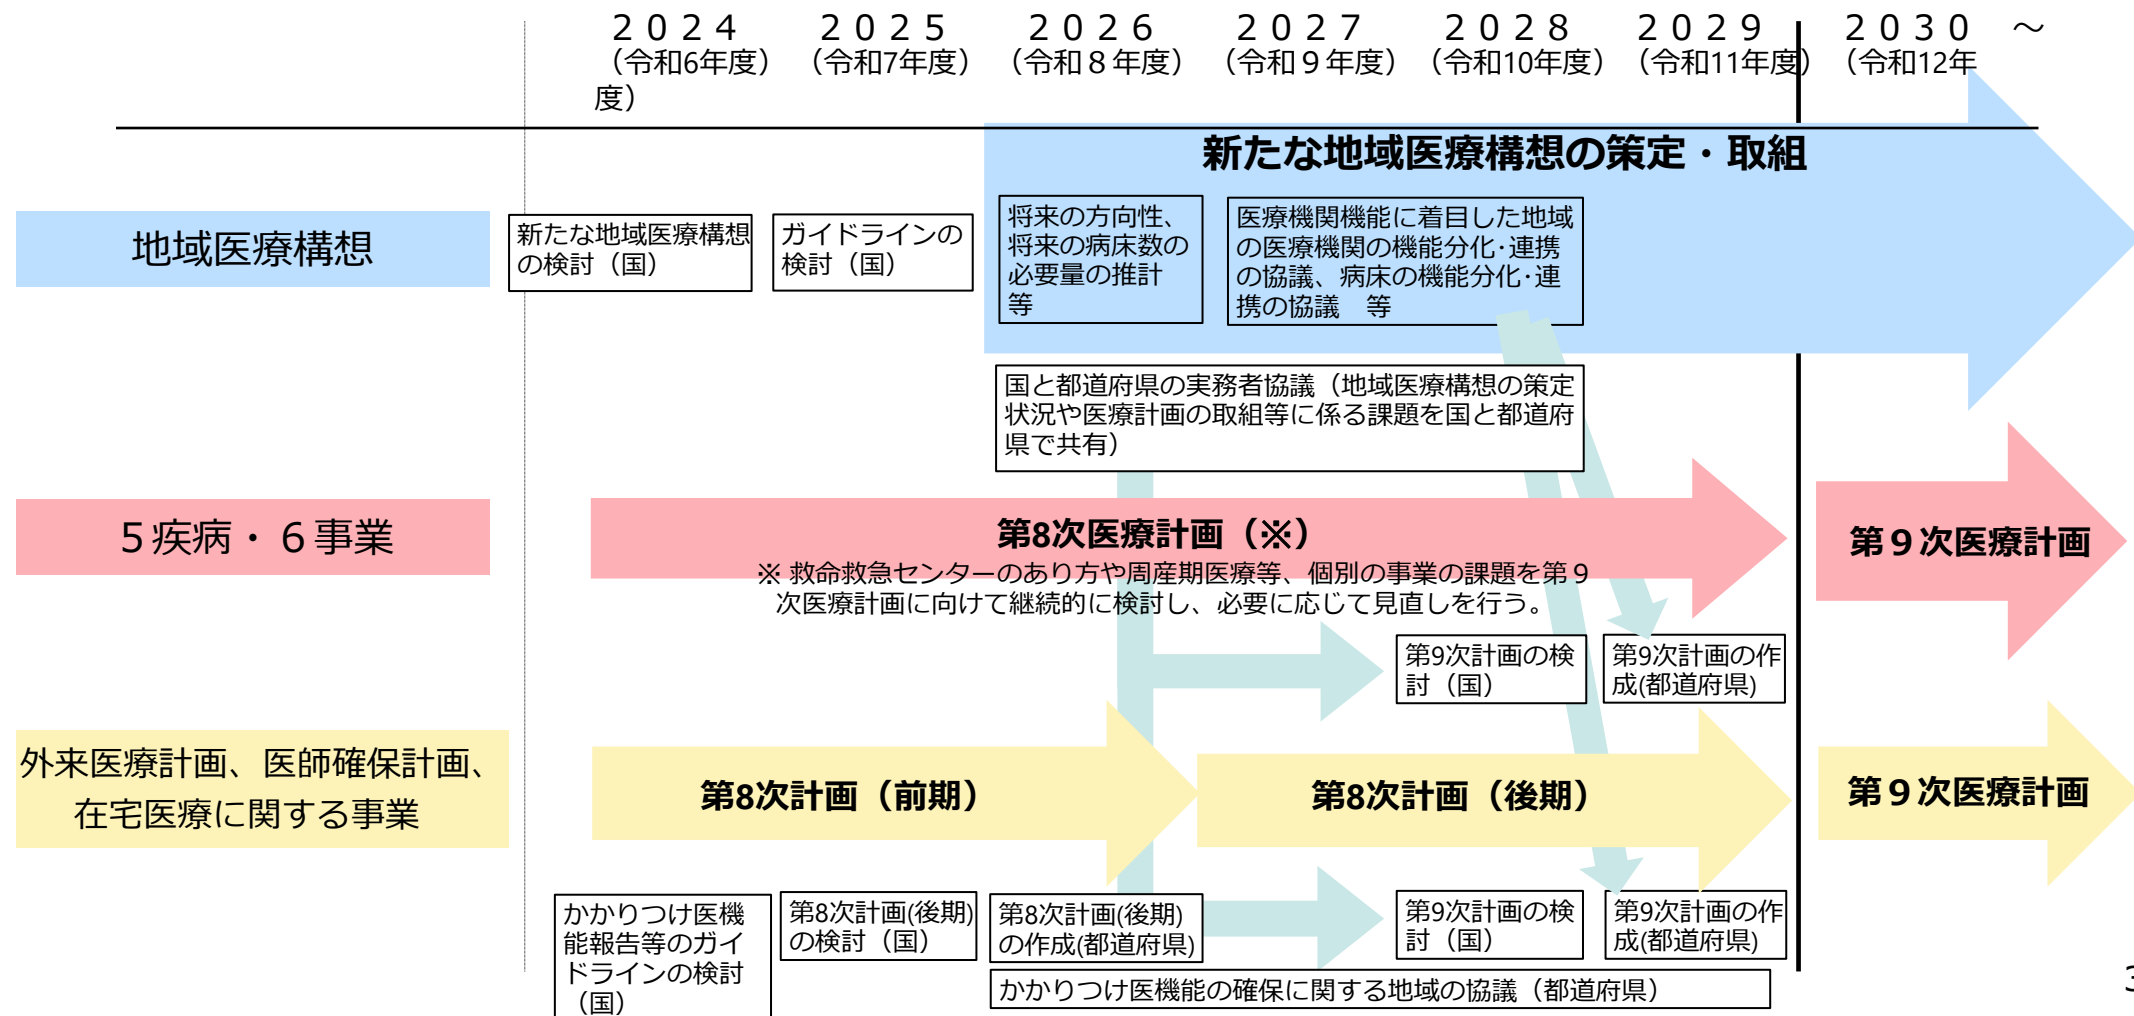 ２０２４　２０２５　２０２６　２０２７　２０２８　２０２９　２０３０　～
（令和6年度）（令和7年度）（令和８年度）（令和９年度）（令和10年度）（令和11年度）（令和12年
度）
新たな地域医療構想の策定・取組
地域医療構想
新たな地域医療構想
の検討（国）
ガイドラインの
検討（国）
将来の方向性、
将来の病床数の
必要量の推計
等
医療機関機能に着目した地域
の医療機関の機能分化･連携
の協議、病床の機能分化･連
携の協議　等
国と都道府県の実務者協議（地域医療構想の策定
状況や医療計画の取組等に係る課題を国と都道府
県で共有）
５疾病・６事業
第8次医療計画（※）
※ 救命救急センターのあり方や周産期医療等、個別の事業の課題を第９
次医療計画に向けて継続的に検討し、必要に応じて見直しを行う。
第９次医療計画
第9次計画の検
討（国）
第9次計画の作
成(都道府県)
外来医療計画、医師確保計画、
在宅医療に関する事業
第8次計画（前期）
第8次計画（後期）
第９次医療計画
かかりつけ医機
能報告等のガイ
ドラインの検討
（国）
第8次計画(後期)
の検討（国）
第8次計画(後期)
の作成(都道府県)
第9次計画の検
討（国）
第9次計画の作
成(都道府県)
かかりつけ医機能の確保に関する地域の協議（都道府県）